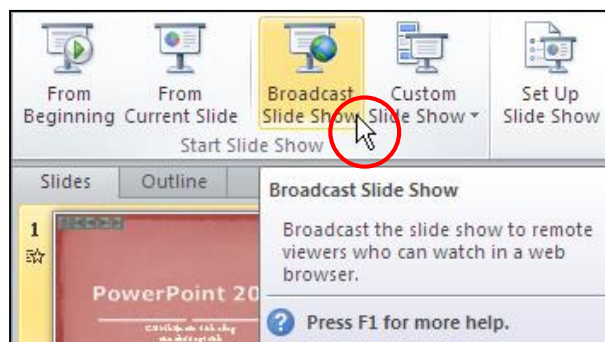 From Beginning
From Current Slide
Broadcast Slide Show
Custom Slide Show
Set Up Slide Show
Start Slide Show
Slides
Outline
Broadcast Slide Show
Broadcast the slide show to remote
viewers who can watch in a web
browser.
Press F1 for more help.
1
PowerPoint 20